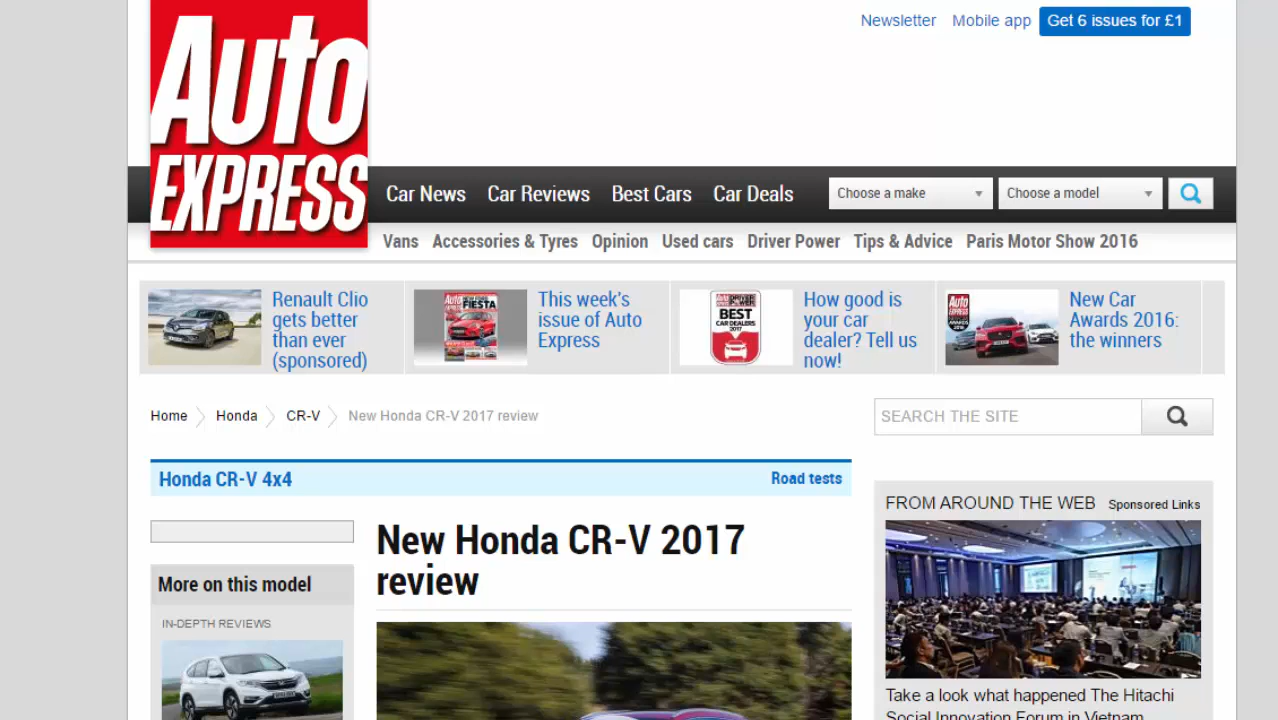 Newsletter Mobile app Get 6 issues for £1
Auto
EXPRESS
Car News Car Reviews Best Cars Car Deals Choose a make Choose a model
Vans Accessories & Tyres Opinion Used cars Driver Power Tips & Advice Paris Motor Show 2016
Renault Clio
gets better
than ever
(sponsored)
This week's
issue of Auto
Express
How good is
your car
dealer? Tell us
now!
New Car
Awards 2016:
the winners
FIESTA
BEST
CAR DEALERS
2017
Home Honda CR-V New Honda CR-V 2017 review
SEARCH THE SITE
Honda CR-V 4x4 Road tests
New Honda CR-V 2017
review
More on this model
IN-DEPTH REVIEWS
FROM AROUND THE WEB Sponsored Links
Take a look what happened The Hitachi
Social Innovation Forum in Vietnam